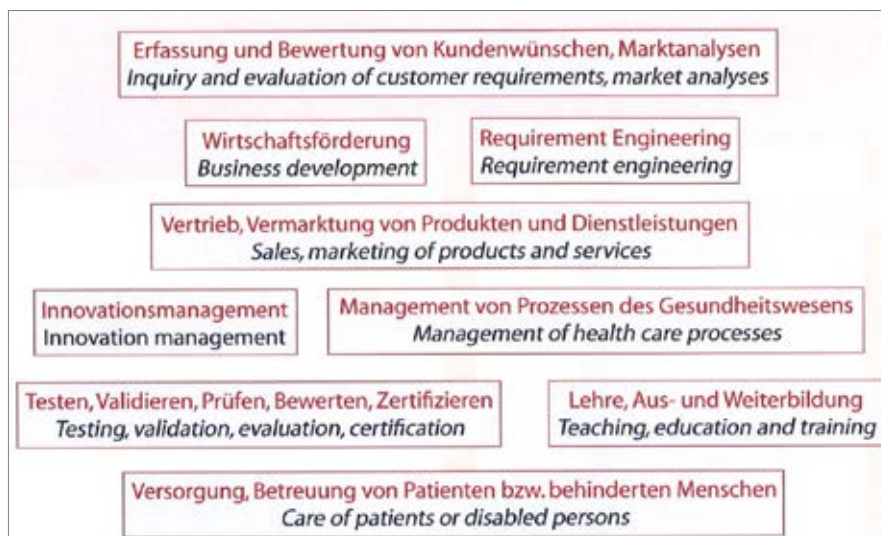 Erfassung und Bewertung von Kundenwünschen, Marktanalysen
Inquiry and evaluation of customer requirements, market analyses
Wirtschaftsförderung
Business development
Requirement Engineering
Requirement engineering
Vertrieb, Vermarktung von Produkten und Dienstleistungen
Sales, marketing of products and services
Innovationsmanagement
Innovation management
Management von Prozessen des Gesundheitswesens
Management of health care processes
Testen, Validieren, Prüfen, Bewerten, Zertifizieren
Testing, validation, evaluation, certification
Lehre, Aus- und Weiterbildung
Teaching, education and training
Versorgung, Betreuung von Patienten bzw. behinderten Menschen
Care of patients or disabled persons